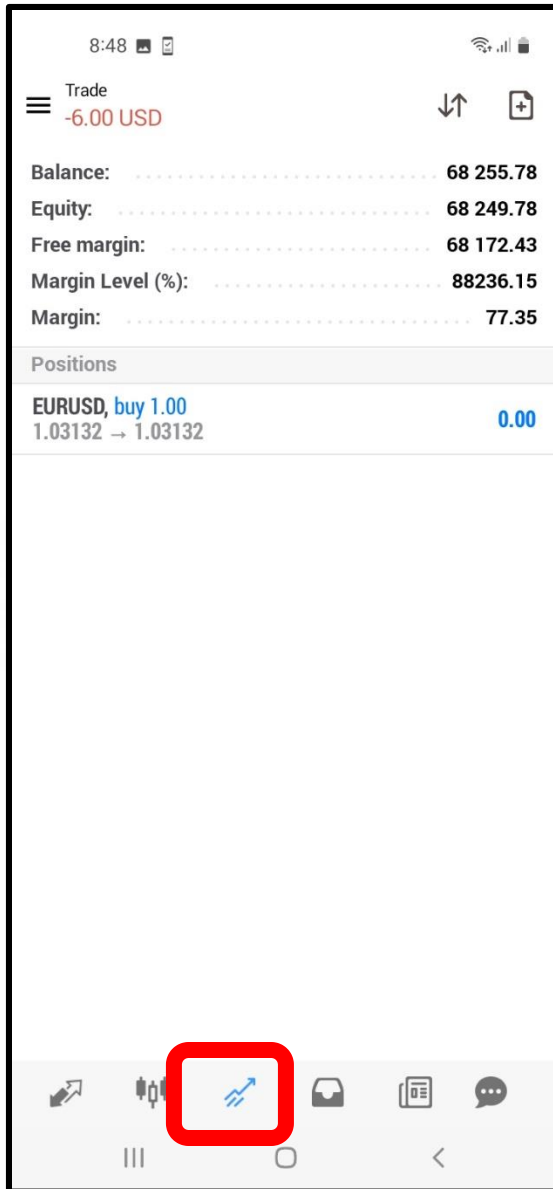 8:48
Trade
-6.00 USD
Balance: 68 255.78
Equity: 68 249.78
Free margin: 68 172.43
Margin Level (%): 88236.15
Margin: 77.35
Positions
EURUSD, buy 1.00
1.03132 → 1.03132
0.00